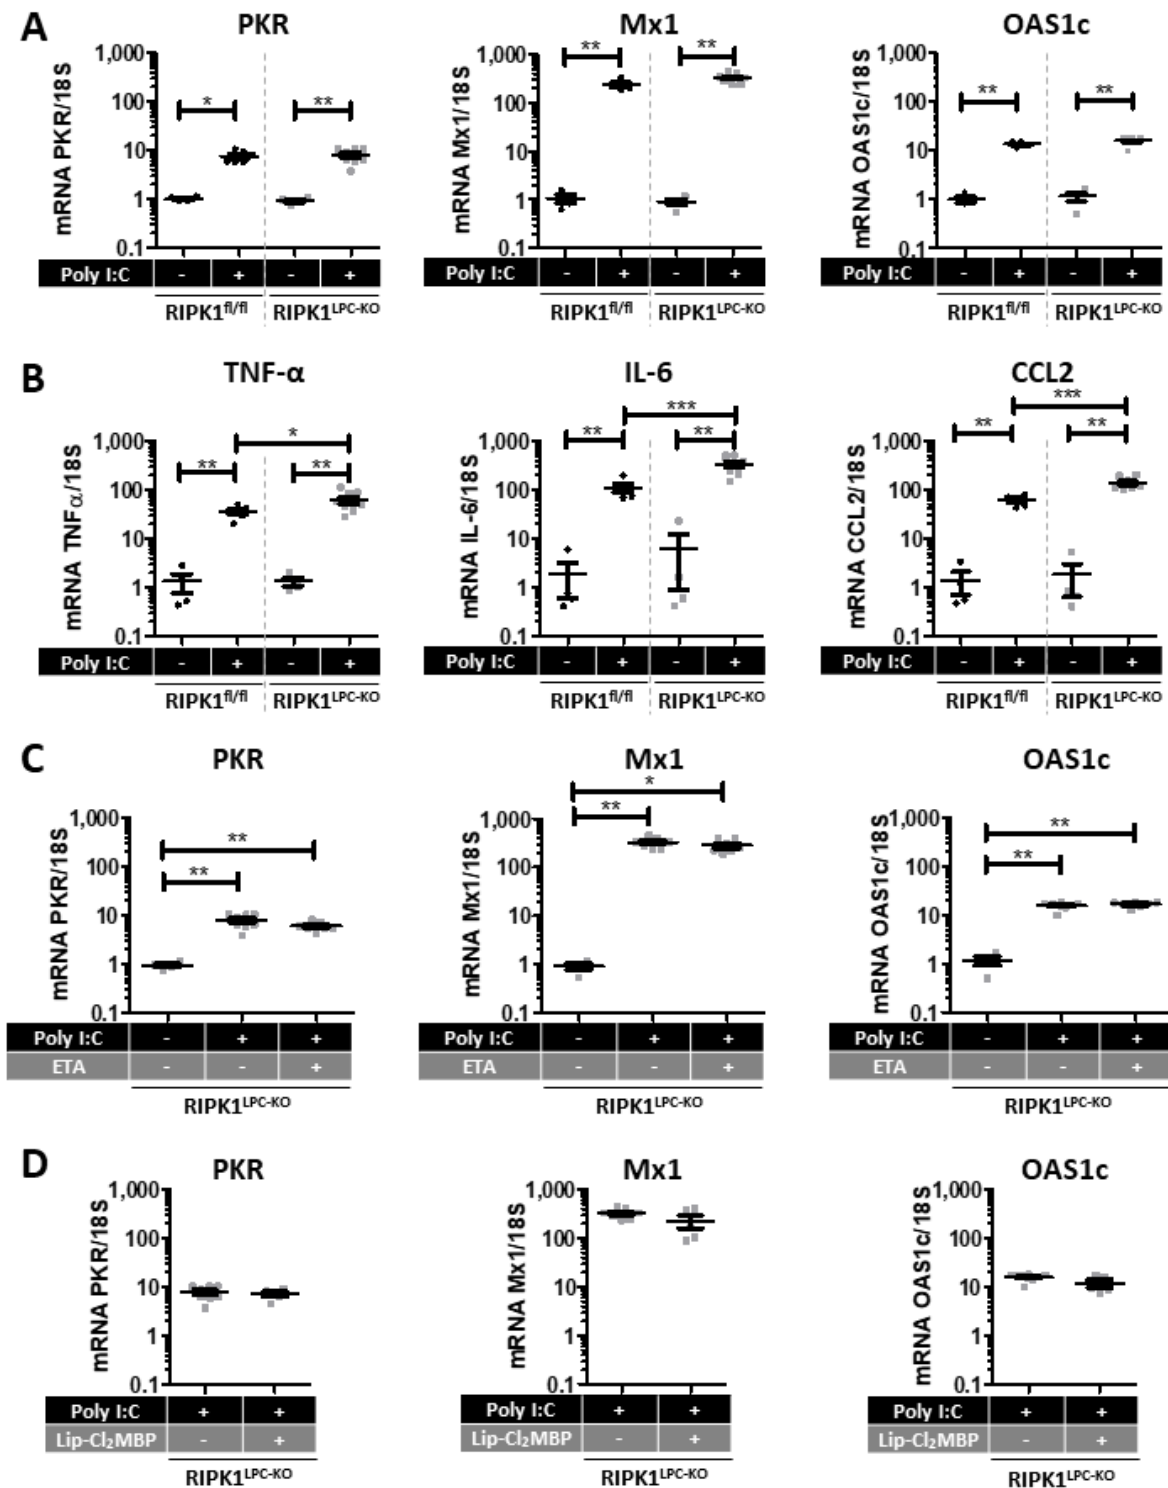 A
PKR
Mx1
OAS1c
mRNA PKR/18S
1,000
100
10
1
0.1
*
**
mRNA Mx1/18S
1,000
100
10
1
0.1
**
**
mRNA OAS1c/18S
1,000
100
10
1
0.1
**
**
Poly I:C - + - +
Poly I:C - + - +
Poly I:C - + - +
RIPK1fl/fl RIPK1LPC-KO
RIPK1fl/fl RIPK1LPC-KO
RIPK1fl/fl RIPK1LPC-KO
B
TNF-α
IL-6
CCL2
mRNA TNFα/18S
1,000
100
10
1
0.1
*
**
**
mRNA IL-6/18S
1,000
100
10
1
0.1
***
**
**
mRNA CCL2/18S
1,000
100
10
1
0.1
***
**
**
Poly I:C - + - +
Poly I:C - + - +
Poly I:C - + - +
RIPK1fl/fl RIPK1LPC-KO
RIPK1fl/fl RIPK1LPC-KO
RIPK1fl/fl RIPK1LPC-KO
C
PKR
Mx1
OAS1c
mRNA PKR/18S
1,000
100
10
1
0.1
**
**
mRNA Mx1/18S
1,000
100
10
1
0.1
*
**
mRNA OAS1c/18S
1,000
100
10
1
0.1
**
**
Poly I:C - + +
ETA - - +
Poly I:C - + +
ETA - - +
Poly I:C - + +
ETA - - +
RIPK1LPC-KO
RIPK1LPC-KO
RIPK1LPC-KO
D
PKR
Mx1
OAS1c
mRNA PKR/18S
1,000
100
10
1
0.1
mRNA Mx1/18S
1,000
100
10
1
0.1
mRNA OAS1c/18S
1,000
100
10
1
0.1
Poly I:C + +
Lip-Cl₂MBP - +
Poly I:C + +
Lip-Cl₂MBP - +
Poly I:C + +
Lip-Cl₂MBP - +
RIPK1LPC-KO
RIPK1LPC-KO
RIPK1LPC-KO